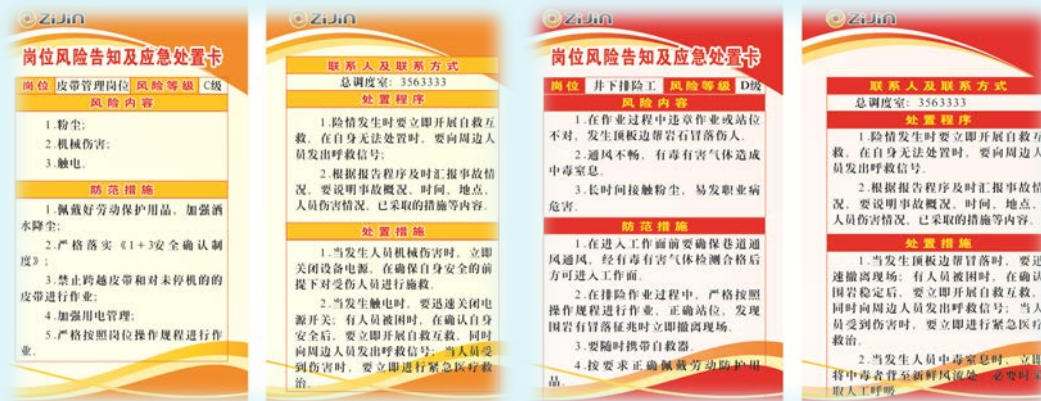 ZiJin
岗位风险告知及应急处置卡
岗位 皮带管理岗位 风险等级 C级
风险内容
1.粉尘;
2.机械伤害;
3.触电.
防范措施
1.佩戴好劳动保护用品, 加强洒
水降尘;
2.严格落实《1+3安全确认制
度》;
3.禁止跨越皮带和对未停机的的
皮带进行作业;
4.加强用电管理;
5.严格按照岗位操作规程进行作
业.
ZiJin
联系人及联系方式
总调度室: 3563333
处置程序
1.险情发生时要立即开展自救互
救, 在自身无法处置时, 要向周边人
员发出呼救信号;
2.根据报告程序及时汇报事故情
况, 要说明事故概况、时间、地点、
人员伤害情况、已采取的措施等内容.
处置措施
1.当发生人员机械伤害时, 立即
关闭设备电源, 在确保自身安全的前
提下对受伤人员进行施救.
2.当发生触电时, 要迅速关闭电
源开关; 有人员被困时, 在确认自身
安全后, 要立即开展自救互救, 同时
向周边人员发出呼救信号; 当人员受
到伤害时, 要立即进行紧急医疗救
治.
ZiJin
岗位风险告知及应急处置卡
岗位 井下排险工 风险等级 D级
风险内容
1.在作业过程中违章作业或站位
不对, 发生顶板边帮岩石冒落伤人.
2.通风不畅, 有毒有害气体造成
中毒窒息.
3.长时间接触粉尘, 易发职业病
危害.
防范措施
1.在进入工作面前要确保巷道通
风通风, 经有毒有害气体检测合格后
方可进入工作面.
2.在排险作业过程中, 严格按照
操作规程进行作业, 正确站位, 发现
围岩有冒落征兆时立即撤离现场.
3.要随时携带自救器.
4.按要求正确佩戴劳动防护用
品.
ZiJin
联系人及联系方式
总调度室: 3563333
处置程序
1.险情发生时要立即开展自救互
救, 在自身无法处置时, 要向周边人
员发出呼救信号.
2.根据报告程序及时汇报事故情
况, 要说明事故概况、时间、地点、
人员伤害情况、已采取的措施等内容.
处置措施
1.当发生顶板边帮冒落时, 要迅
速撤离现场; 有人员被困时, 在确认
围岩稳定后, 要立即开展自救互救,
同时向周边人员发出呼救信号; 当人
员受到伤害时, 要立即进行紧急医疗
救治.
2.当发生人员中毒窒息时, 立即
将中毒者背至新鲜风流处, 必要时采
取人工呼吸